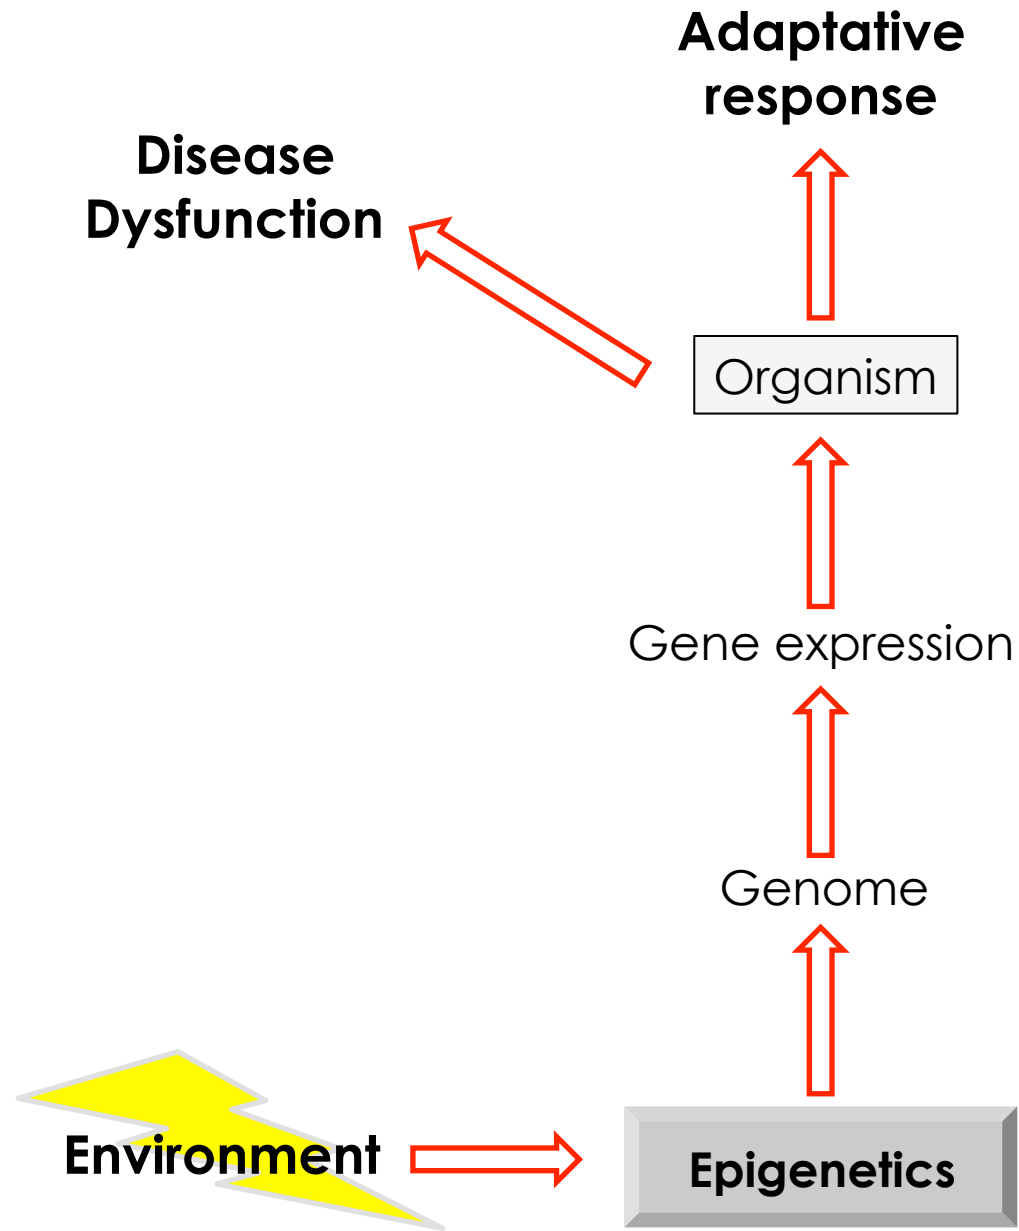 Adaptative
response
Disease
Dysfunction
Organism
Gene expression
Genome
Environment
Epigenetics